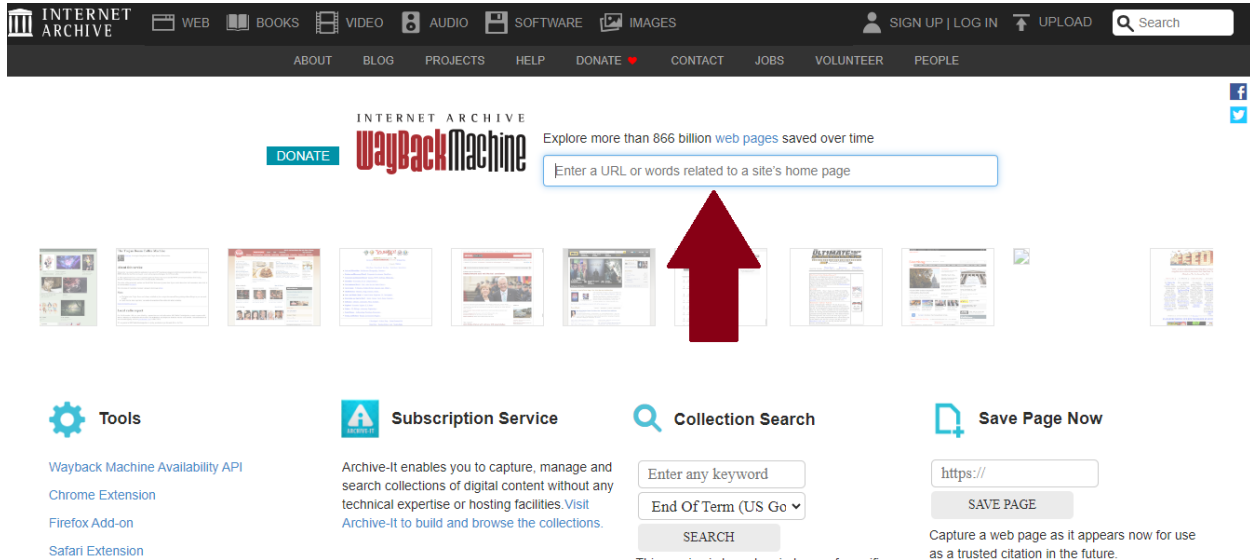 INTERNET
ARCHIVE
WEB BOOKS VIDEO AUDIO SOFTWARE IMAGES SIGN UP | LOG IN UPLOAD Search
ABOUT BLOG PROJECTS HELP DONATE CONTACT JOBS VOLUNTEER PEOPLE
INTERNET ARCHIVE
WayBackMachine
DONATE
Explore more than 866 billion web pages saved over time
Enter a URL or words related to a site's home page
ULTIMATE
Tools
Wayback Machine Availability API
Chrome Extension
Firefox Add-on
Safari Extension
ARCHIVE-IT
Subscription Service
Archive-It enables you to capture, manage and
search collections of digital content without any
technical expertise or hosting facilities.Visit
Archive-It to build and browse the collections.
Collection Search
Enter any keyword
End Of Term (US Go
SEARCH
Save Page Now
https://
SAVE PAGE
Capture a web page as it appears now for use
as a trusted citation in the future.